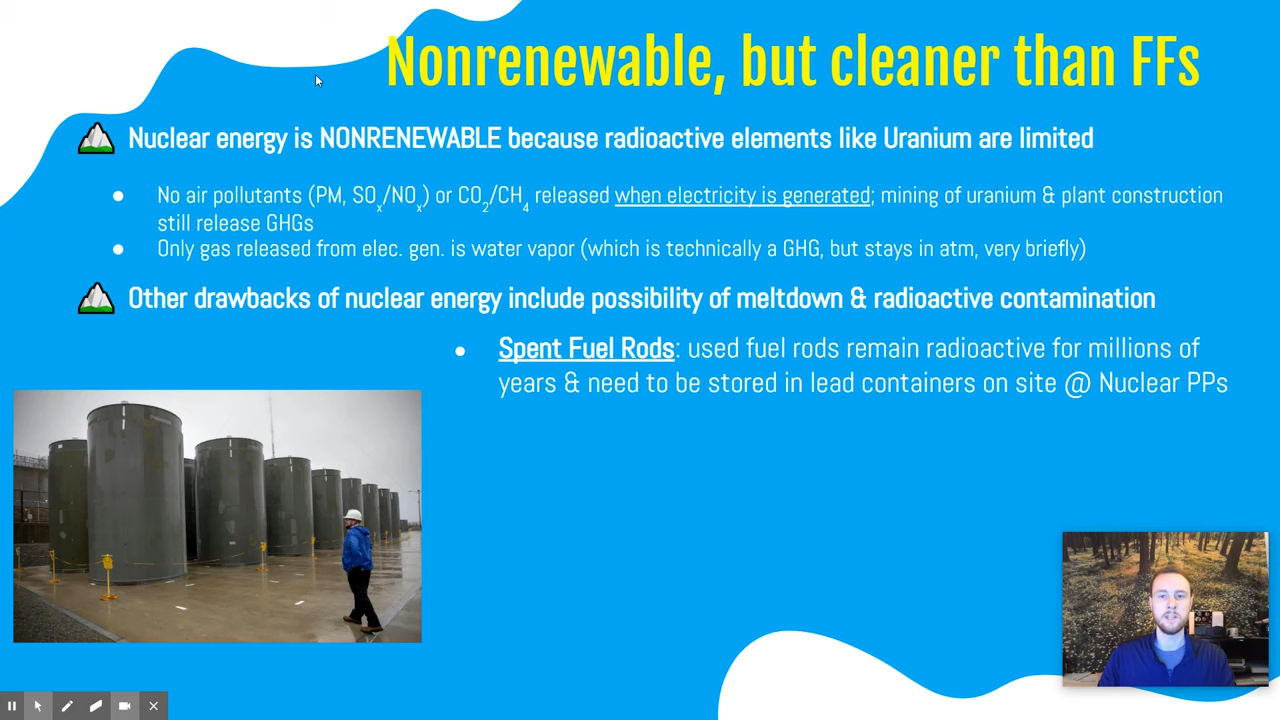 Nonrenewable, but cleaner than FFs
Nuclear energy is NONRENEWABLE because radioactive elements like Uranium are limited
No air pollutants (PM, SOx/NOx) or CO2/CH4 released when electricity is generated; mining of uranium & plant construction
still release GHGs
Only gas released from elec. gen. is water vapor (which is technically a GHG, but stays in atm, very briefly)
Other drawbacks of nuclear energy include possibility of meltdown & radioactive contamination
Spent Fuel Rods: used fuel rods remain radioactive for millions of
years & need to be stored in lead containers on site @ Nuclear PPs